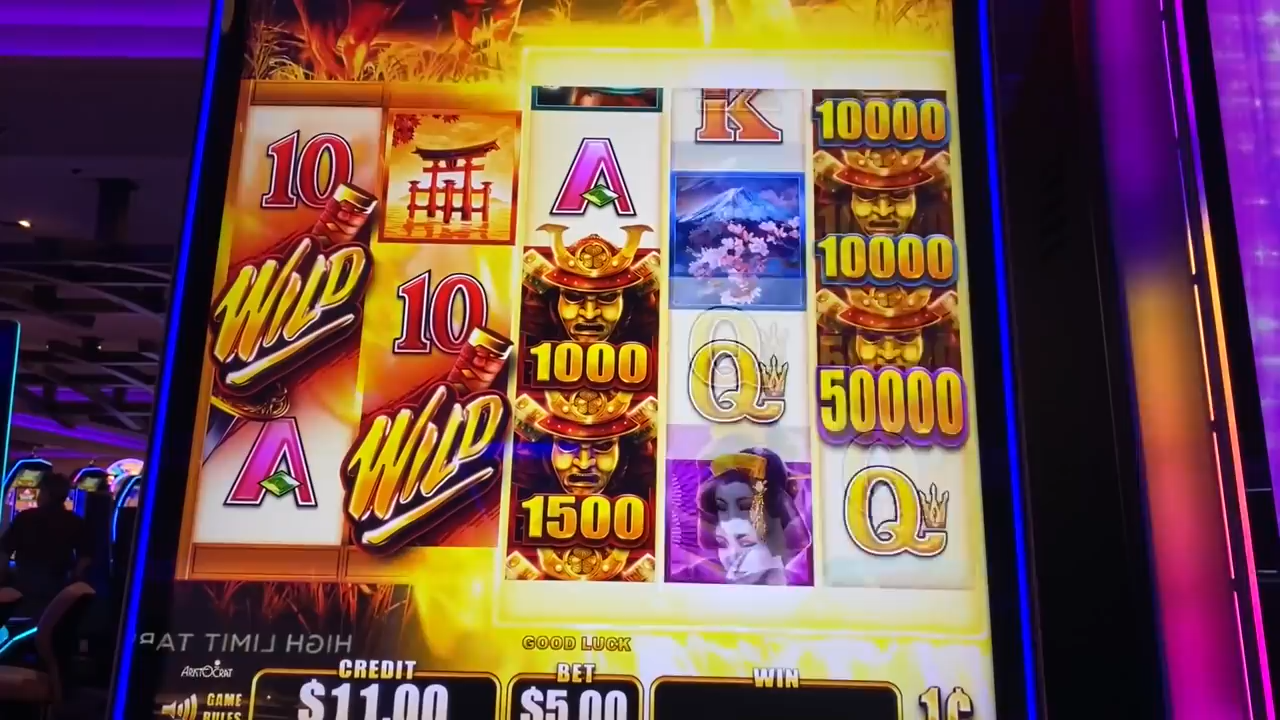 K
10000
10
A
10000
WILD
10
1000
Q
50000
A
WILD
1500
Q
HIGH LIMIT
GOOD LUCK
ARISTOCRAT
CREDIT
BET
WIN
GAME
RULES
$11.00
$5.00
1¢